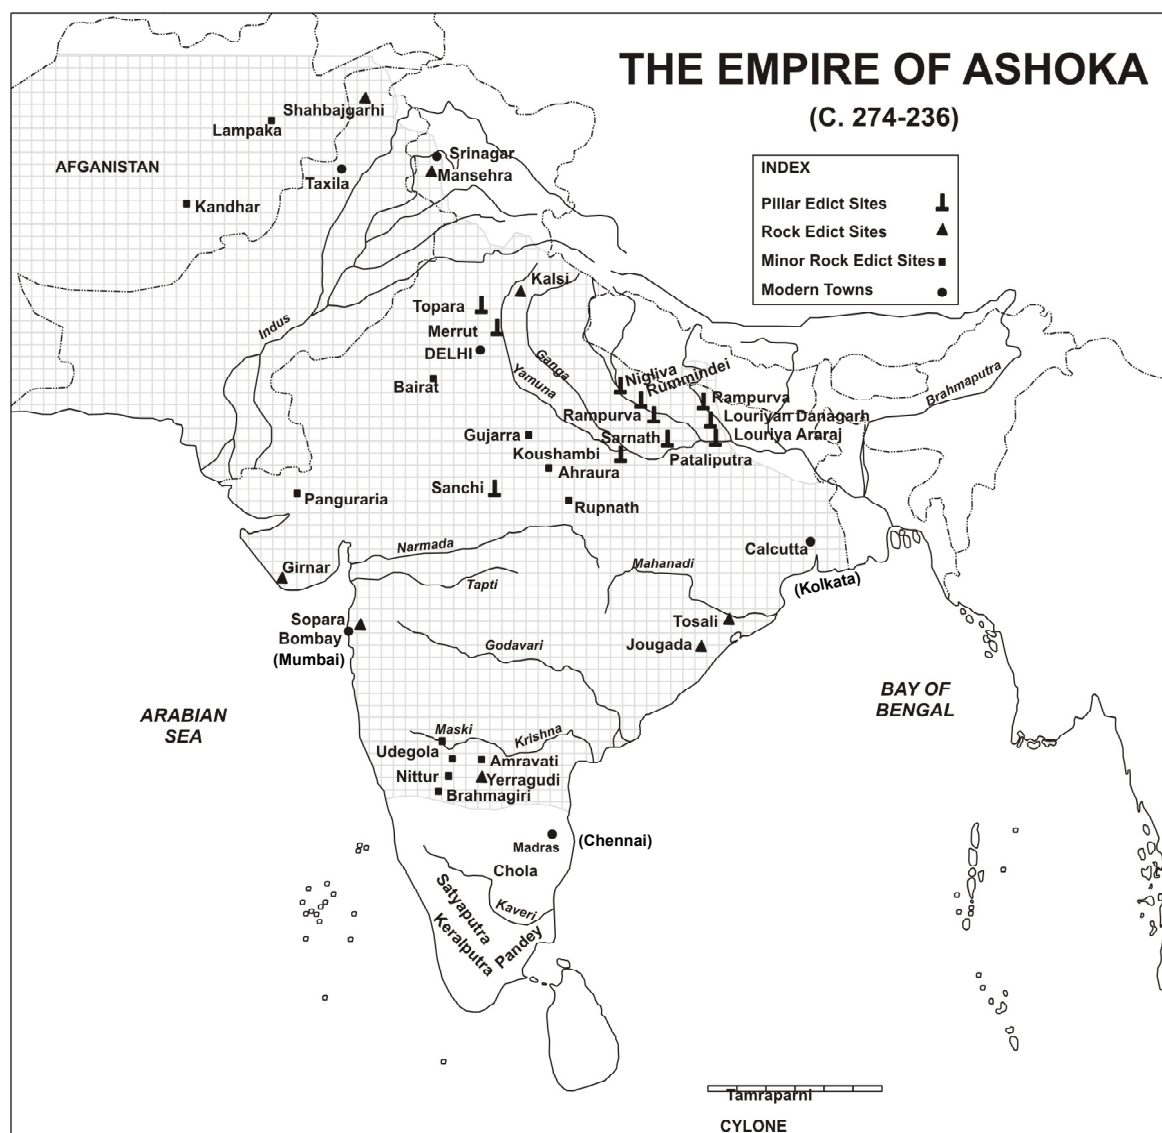 THE EMPIRE OF ASHOKA
(C. 274-236)
INDEX
Pillar Edict Sites
Rock Edict Sites
Minor Rock Edict Sites
Modern Towns
Shahbajgarhi
Lampaka
AFGANISTAN
Srinagar
Taxila
Mansehra
Kandhar
Kalsi
Topara
Indus
Merrut
DELHI
Ganga
Yamuna
Bairat
Nigliva
Rummindei
Rampurva
Brahmaputra
Rampurva
Louriyan Danagarh
Gujarra
Sarnath
Louriya Araraj
Koushambi
Pataliputra
Ahraura
Sanchi
Panguraria
Rupnath
Narmada
Calcutta
(Kolkata)
Girnar
Tapti
Mahanadi
Sopara
Bombay
(Mumbai)
Tosali
Jougada
Godavari
ARABIAN
SEA
BAY OF
BENGAL
Maski
Krishna
Udegola
Amravati
Nittur
Yerragudi
Brahmagiri
Madras
(Chennai)
Chola
Satyaputra
Keralputra
Kaveri
Pandey
Tamraparni
CYLONE